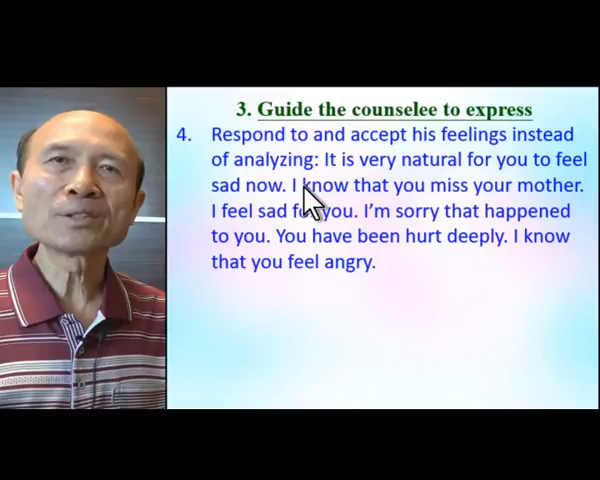 3. Guide the counselee to express
4. Respond to and accept his feelings instead
of analyzing: It is very natural for you to feel
sad now. I know that you miss your mother.
I feel sad for you. I'm sorry that happened
to you. You have been hurt deeply. I know
that you feel angry.